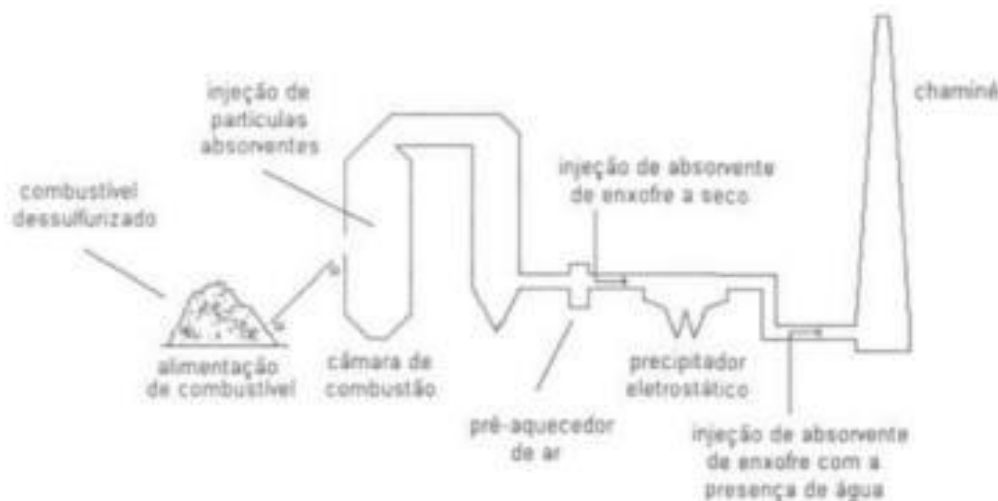 chaminé
injeção de
partículas
absorventes
combustível
dessulfurizado
injeção de absorvente
de enxofre a seco
alimentação
de combustível
câmara de
combustão
precipitador
eletrostático
pré-aquecedor
de ar
injeção de absorvente
de enxofre com a
presença de água